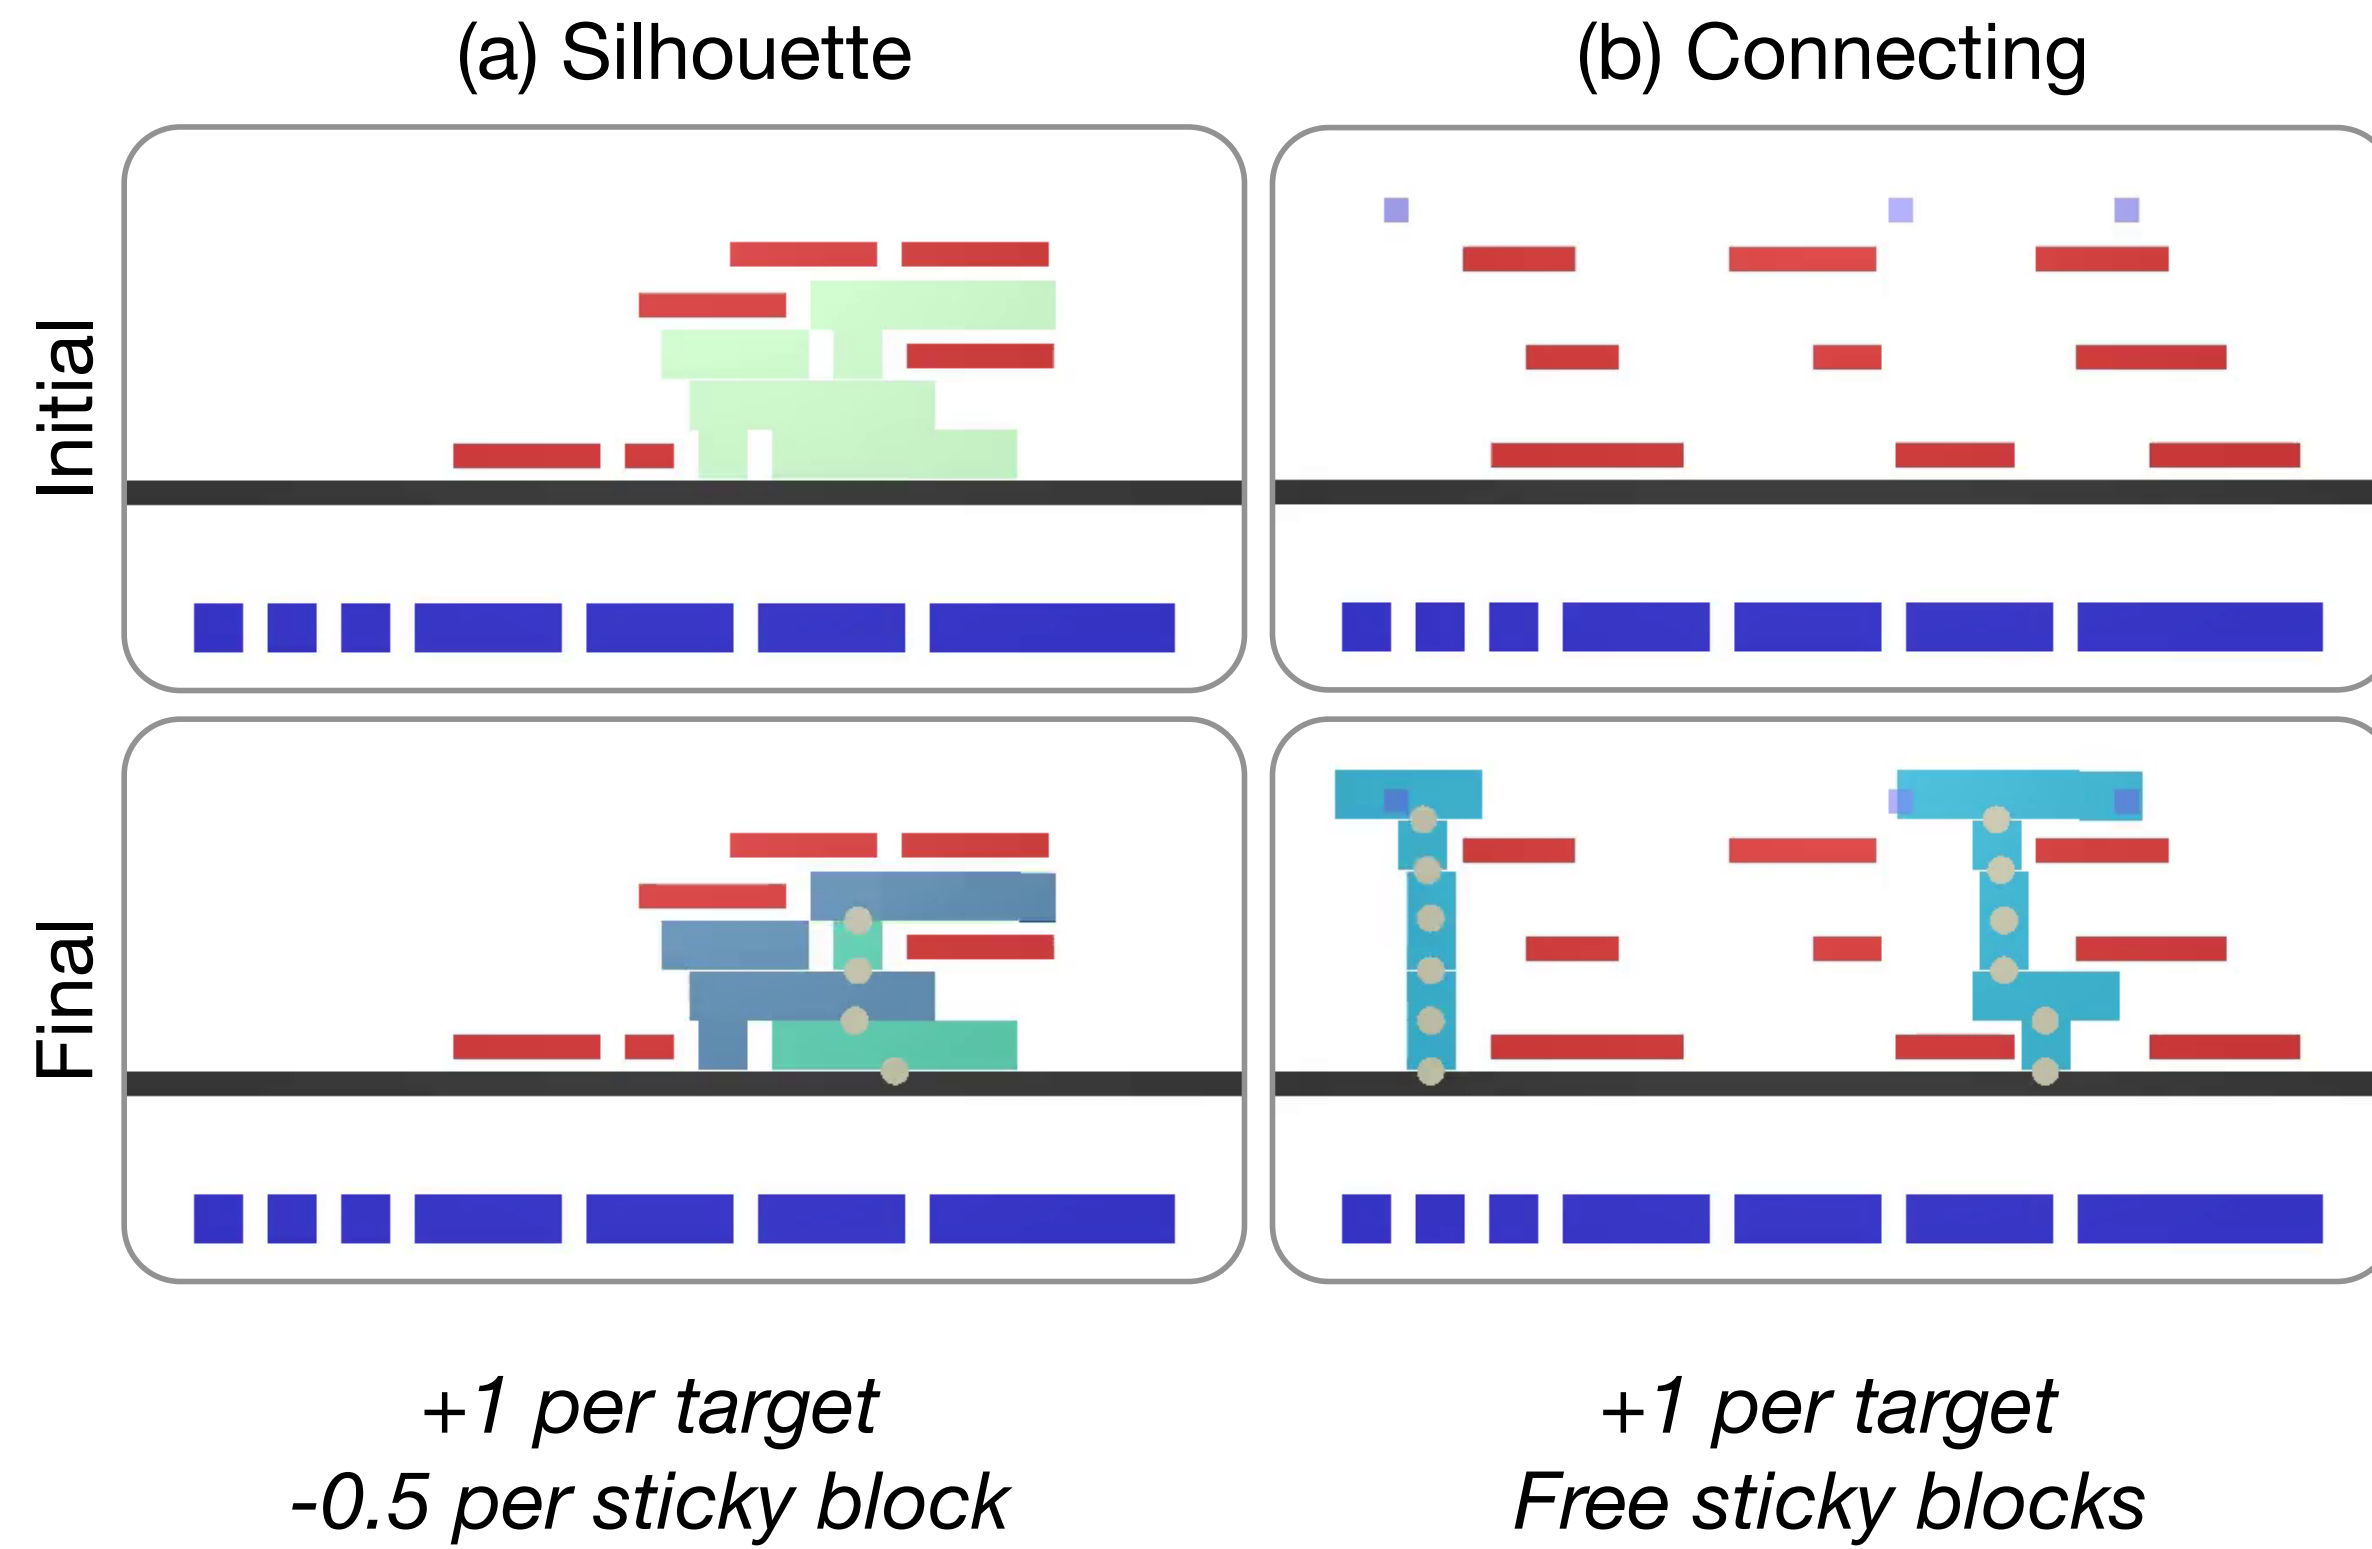 (a) Silhouette
(b) Connecting
Initial
Final
+1 per target
-0.5 per sticky block
+1 per target
Free sticky blocks